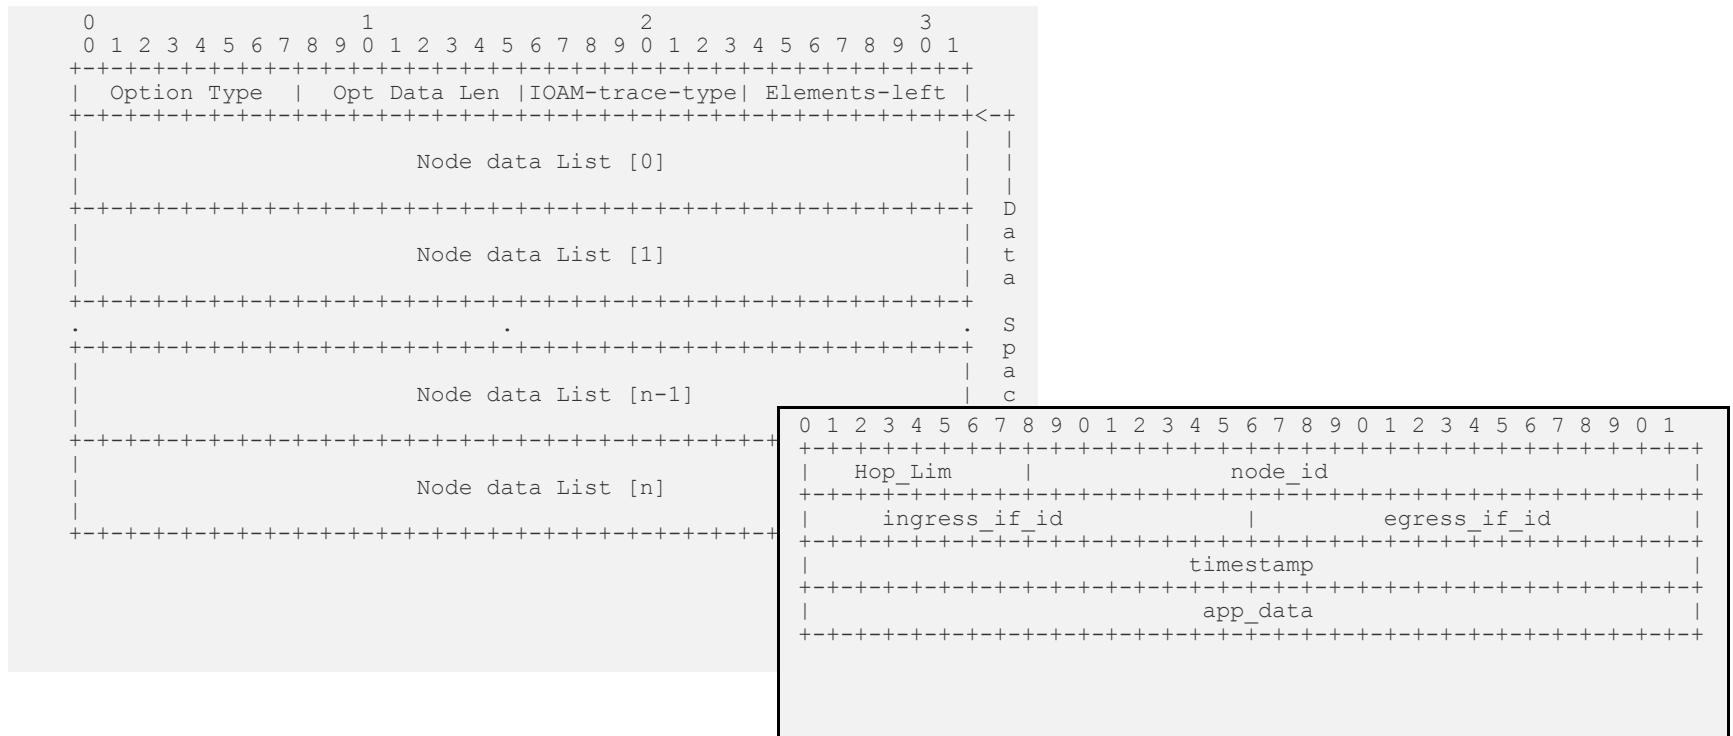 0                   1                   2                   3
0 1 2 3 4 5 6 7 8 9 0 1 2 3 4 5 6 7 8 9 0 1 2 3 4 5 6 7 8 9 0 1
+-+-+-+-+-+-+-+-+-+-+-+-+-+-+-+-+-+-+-+-+-+-+-+-+-+-+-+-+-+-+-+-+
|  Option Type  |  Opt Data Len |IOAM-trace-type| Elements-left |
+-+-+-+-+-+-+-+-+-+-+-+-+-+-+-+-+-+-+-+-+-+-+-+-+-+-+-+-+-+-+-+-+<-+
|                                                               |  |
|                        Node data List [0]                     |  |
|                                                               |  |
+-+-+-+-+-+-+-+-+-+-+-+-+-+-+-+-+-+-+-+-+-+-+-+-+-+-+-+-+-+-+-+-+  D
|                                                               |  a
|                        Node data List [1]                     |  t
|                                                               |  a
+-+-+-+-+-+-+-+-+-+-+-+-+-+-+-+-+-+-+-+-+-+-+-+-+-+-+-+-+-+-+-+-+
.                              .                                .  S
+-+-+-+-+-+-+-+-+-+-+-+-+-+-+-+-+-+-+-+-+-+-+-+-+-+-+-+-+-+-+-+-+  p
|                                                               |  a
|                        Node data List [n-1]                   |  c
|
+-+-+-+-+-+-+-+-+-+-+-+-+-+-+-+-+-+-+-+-+-+-+-+-+-+
|
|                        Node data List [n]
|
+-+-+-+-+-+-+-+-+-+-+-+-+-+-+-+-+-+-+-+-+-+-+-+-+-+
0 1 2 3 4 5 6 7 8 9 0 1 2 3 4 5 6 7 8 9 0 1 2 3 4 5 6 7 8 9 0 1
+-+-+-+-+-+-+-+-+-+-+-+-+-+-+-+-+-+-+-+-+-+-+-+-+-+-+-+-+-+-+-+-+
|   Hop_Lim     |              node_id                          |
+-+-+-+-+-+-+-+-+-+-+-+-+-+-+-+-+-+-+-+-+-+-+-+-+-+-+-+-+-+-+-+-+
|     ingress_if_id             |         egress_if_id          |
+-+-+-+-+-+-+-+-+-+-+-+-+-+-+-+-+-+-+-+-+-+-+-+-+-+-+-+-+-+-+-+-+
|                           timestamp                           |
+-+-+-+-+-+-+-+-+-+-+-+-+-+-+-+-+-+-+-+-+-+-+-+-+-+-+-+-+-+-+-+-+
|                            app_data                           |
+-+-+-+-+-+-+-+-+-+-+-+-+-+-+-+-+-+-+-+-+-+-+-+-+-+-+-+-+-+-+-+-+